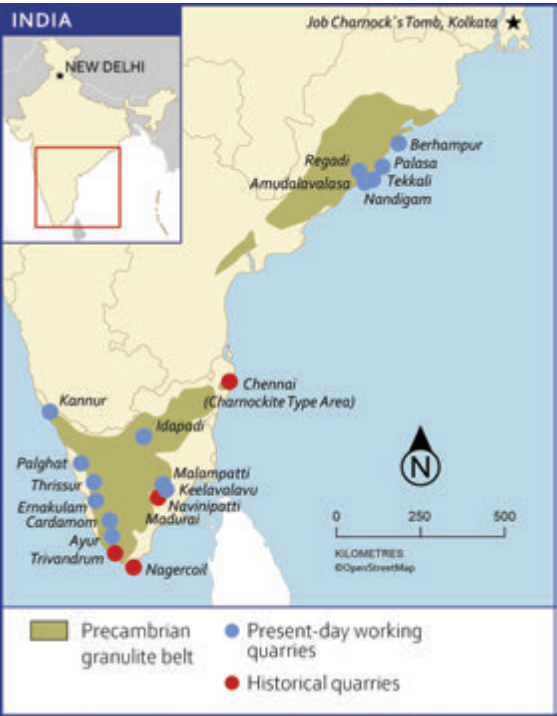 INDIA
Job Charnock's Tomb, Kolkata
NEW DELHI
Berhampur
Regadi
Palasa
Amudalavalasa
Tekkali
Nandigam
Chennai
(Charnockite Type Area)
Kannur
Idapadi
Palghat
Malampatti
Thrissur
Keelavalavu
Ernakulam
Navinipatti
Cardamom
Madurai
Ayur
Trivandrum
Nagercoil
N
0 250 500
KILOMETRES
©OpenStreetMap
Precambrian
granulite belt
Present-day working
quarries
Historical quarries